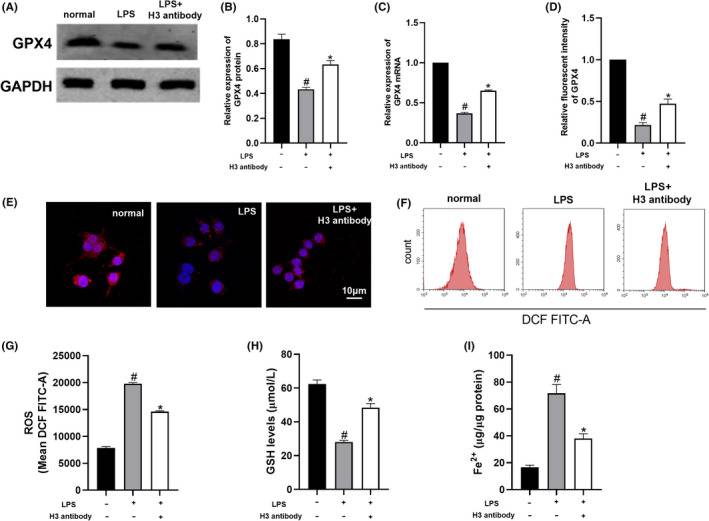 (A)
normal
LPS
LPS+
H3 antibody
GPX4
GAPDH
(B)
Relative expression of
GPX4 protein
1.0
0.8
0.6
0.4
0.2
0.0
#
*
LPS
- + +
H3 antibody
- - +
(C)
Relative expression of
GPX4 mRNA
1.5
1.0
0.5
0.0
#
*
LPS
- + +
H3 antibody
- - +
(D)
Relative fluorescent intensity
of GPX4
1.5
1.0
0.5
0.0
#
*
LPS
- + +
H3 antibody
- - +
(E)
normal
LPS
LPS+
H3 antibody
10μm
(F)
normal
LPS
LPS+
H3 antibody
count
DCF FITC-A
(G)
ROS
(Mean DCF FITC-A)
25000
20000
15000
10000
5000
0
#
*
LPS
- + +
H3 antibody
- - +
(H)
GSH levels (μmol/L)
80
60
40
20
0
#
*
LPS
- + +
H3 antibody
- - +
(I)
Fe2+ (μg/μg protein)
100
80
60
40
20
0
#
*
LPS
- + +
H3 antibody
- - +